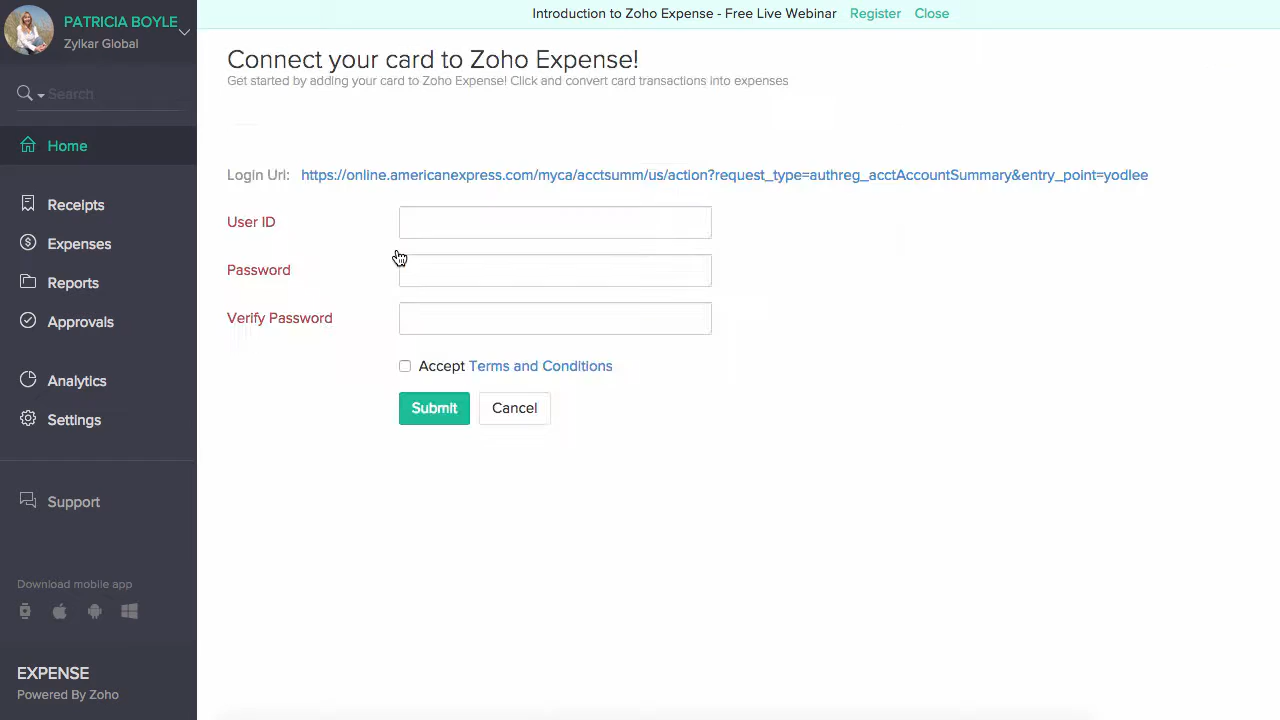 PATRICIA BOYLE
Zylkar Global
Search
Home
Receipts
Expenses
Reports
Approvals
Analytics
Settings
Support
Download mobile app
EXPENSE
Powered By Zoho
Introduction to Zoho Expense - Free Live Webinar Register Close
Connect your card to Zoho Expense!
Get started by adding your card to Zoho Expense! Click and convert card transactions into expenses
Login Url: https://online.americanexpress.com/myca/acctsumm/us/action?request_type=authreg_acctAccountSummary&entry_point=yodlee
User ID
Password
Verify Password
Accept Terms and Conditions
Submit Cancel